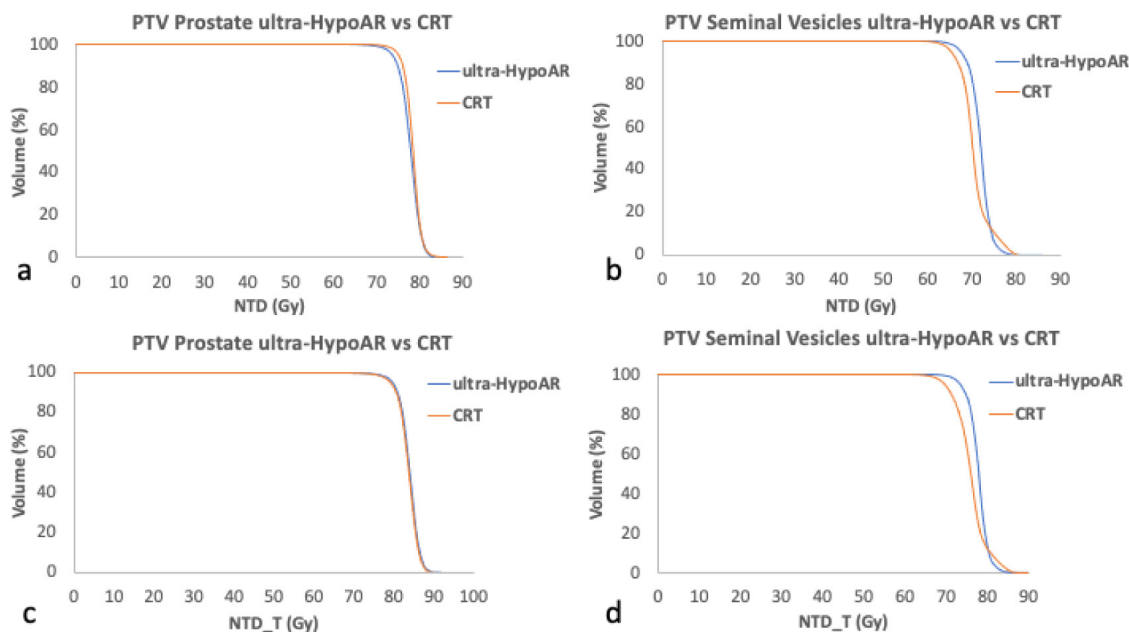 PTV Prostate ultra-HypoAR vs CRT
100
80
60
40
20
0
Volume (%)
ultra-HypoAR
CRT
0 10 20 30 40 50 60 70 80 90
NTD (Gy)
a
PTV Seminal Vesicles ultra-HypoAR vs CRT
100
80
60
40
20
0
Volume (%)
ultra-HypoAR
CRT
0 10 20 30 40 50 60 70 80 90
NTD (Gy)
b
PTV Prostate ultra-HypoAR vs CRT
100
80
60
40
20
0
Volume (%)
ultra-HypoAR
CRT
0 10 20 30 40 50 60 70 80 90 100
NTD_T (Gy)
c
PTV Seminal Vesicles ultra-HypoAR vs CRT
100
80
60
40
20
0
Volume (%)
ultra-HypoAR
CRT
0 10 20 30 40 50 60 70 80 90
NTD_T (Gy)
d